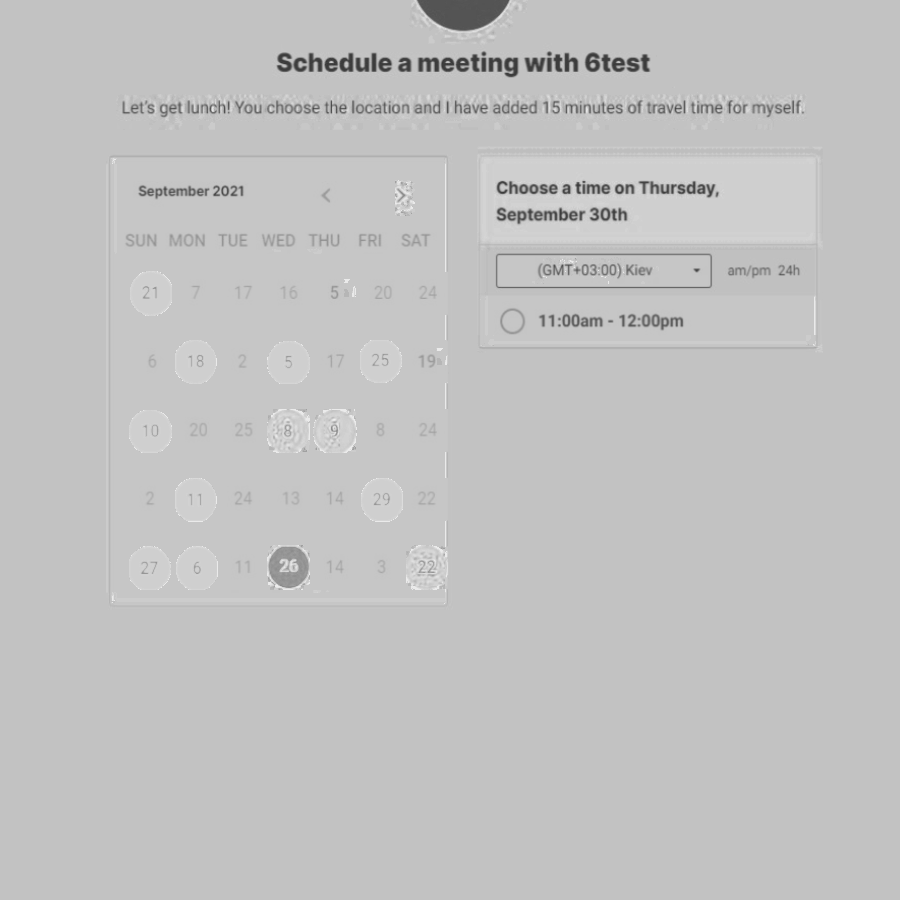 Schedule a meeting with 6test
Let's get lunch! You choose the location and I have added 15 minutes of travel time for myself.
September 2021
SUN MON TUE WED THU FRI SAT
21 7 17 16 5 20 24
6 18 2 5 17 25 19
10 20 25 8 9 8 24
2 11 24 13 14 29 22
27 6 11 26 14 3 22
Choose a time on Thursday,
September 30th
(GMT+03:00) Kiev am/pm 24h
11:00am - 12:00pm